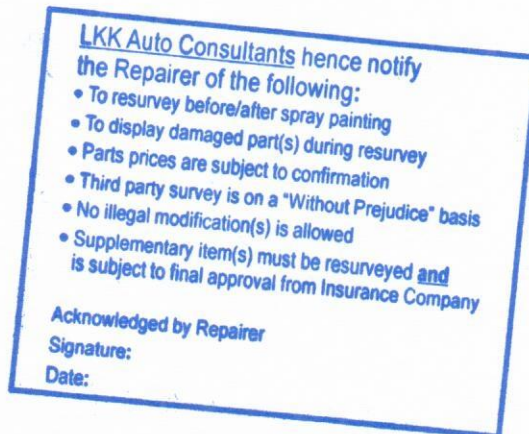 LKK Auto Consultants hence notify
the Repairer of the following:
• To resurvey before/after spray painting
• To display damaged part(s) during resurvey
• Parts prices are subject to confirmation
• Third party survey is on a "Without Prejudice" basis
• No illegal modification(s) is allowed
• Supplementary item(s) must be resurveyed and
is subject to final approval from Insurance Company
Acknowledged by Repairer
Signature:
Date: